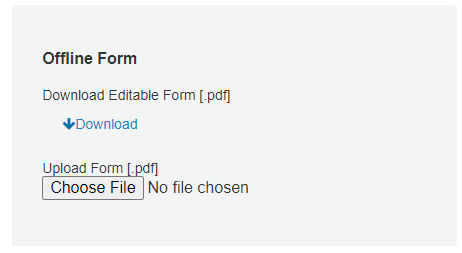 Offline Form
Download Editable Form [.pdf]
Download
Upload Form [.pdf]
Choose File No file chosen